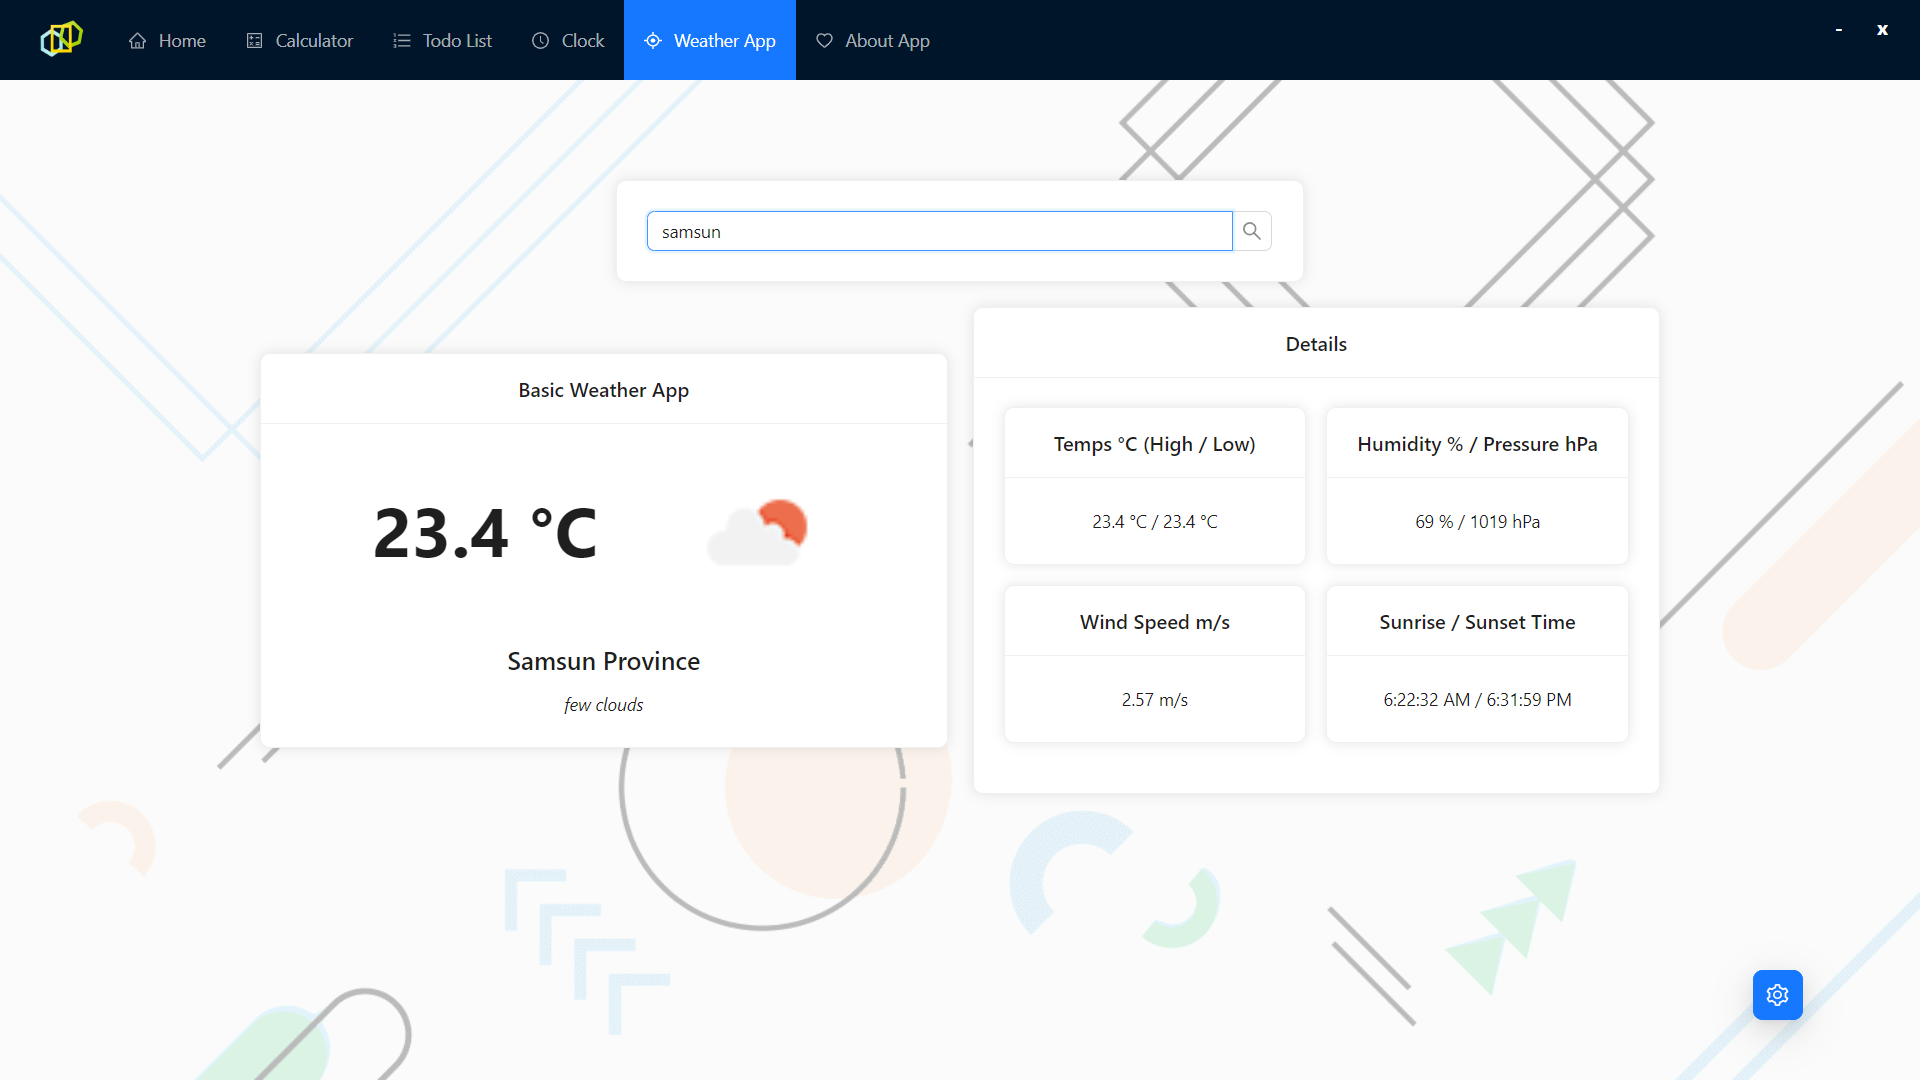 Home
Calculator
Todo List
Clock
Weather App
About App
-
x
samsun
Basic Weather App
23.4 °C
Samsun Province
few clouds
Details
Temps °C (High / Low)
23.4 °C / 23.4 °C
Humidity % / Pressure hPa
69 % / 1019 hPa
Wind Speed m/s
2.57 m/s
Sunrise / Sunset Time
6:22:32 AM / 6:31:59 PM